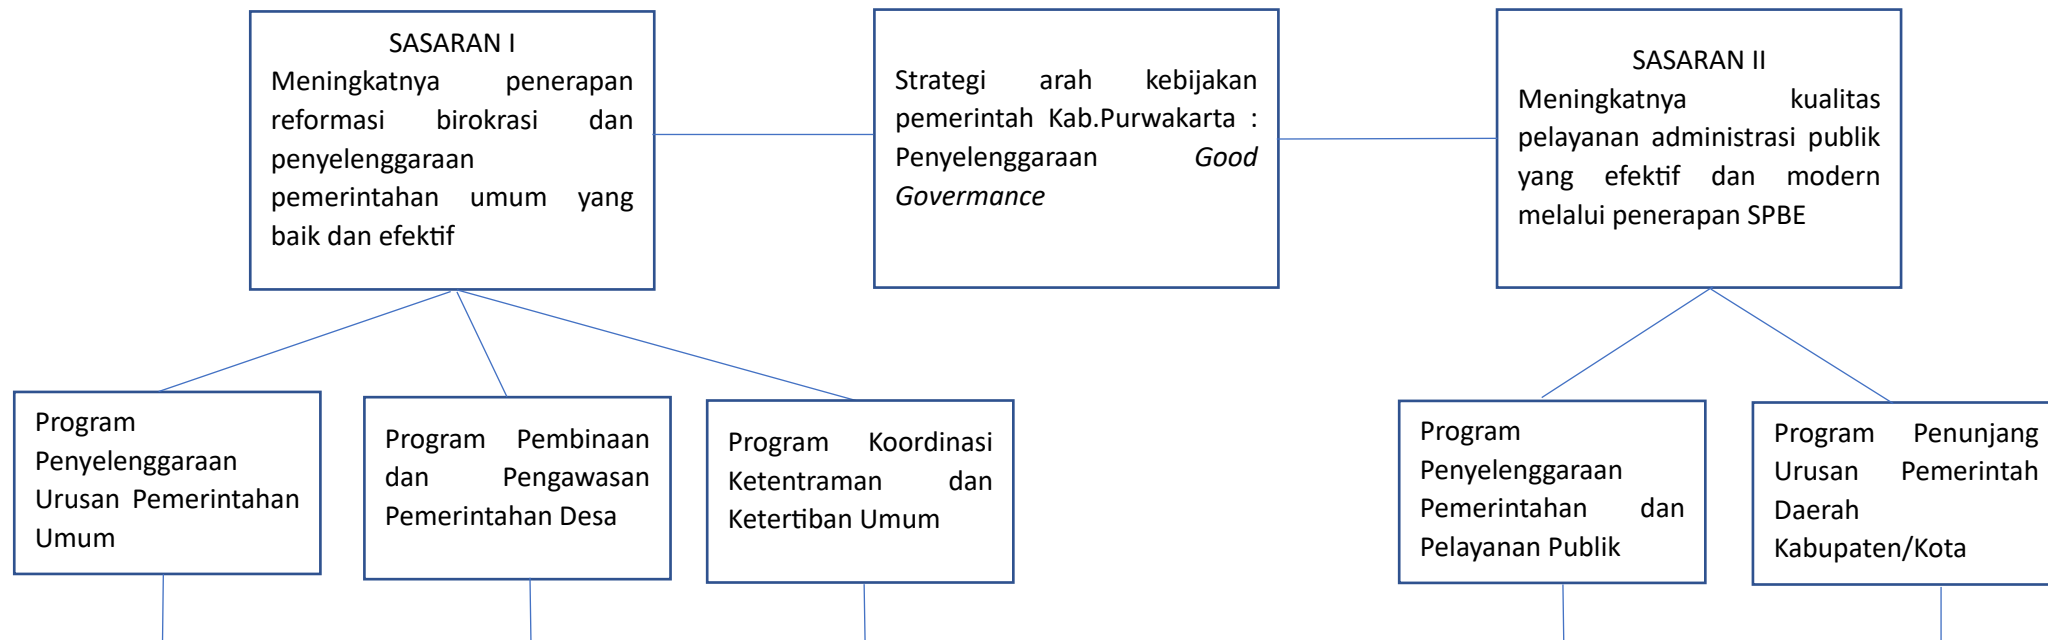 SASARAN I
Meningkatnya penerapan
reformasi birokrasi dan
penyelenggaraan
pemerintahan umum yang
baik dan efektif
Strategi arah kebijakan
pemerintah Kab.Purwakarta :
Penyelenggaraan Good
Govermance
SASARAN II
Meningkatnya kualitas
pelayanan administrasi publik
yang efektif dan modern
melalui penerapan SPBE
Program
Penyelenggaraan
Urusan Pemerintahan
Umum
Program Pembinaan
dan Pengawasan
Pemerintahan Desa
Program Koordinasi
Ketentraman dan
Ketertiban Umum
Program
Penyelenggaraan
Pemerintahan dan
Pelayanan Publik
Program Penunjang
Urusan Pemerintah
Daerah
Kabupaten/Kota